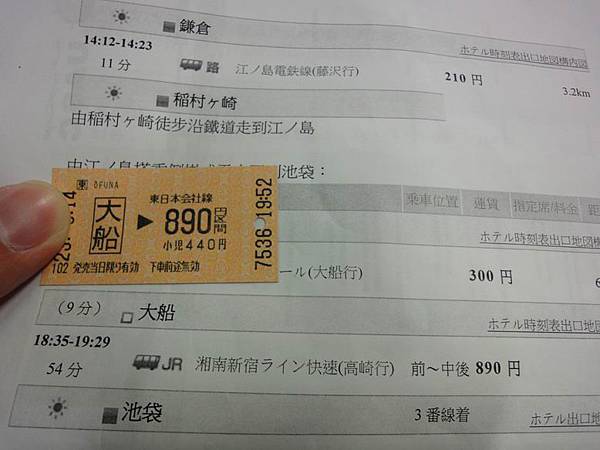 鎌倉
14:12-14:23
ホテル時刻表出口地図構内図
11分
路 江ノ島電鉄線(藤沢行)
210 円
3.2km
稲村ヶ崎
由稲村ヶ崎徒步沿鐵道走到江ノ島
池袋：
乗車位置 運賃 指定席/料金
ホテル時刻表出口地図構
ール(大船行)
300 円
(9分)
大船
ホテル時刻表出口地
18:35-19:29
54分
JR 湘南新宿ライン快速(高崎行) 前～中後 890 円
池袋
3 番線着
ホテル出口地
東 OFUNA
大船
▶
東日本会社線
890円区間
小児440円
102 発売当日限り有効 下車前途無効
7536 19:52